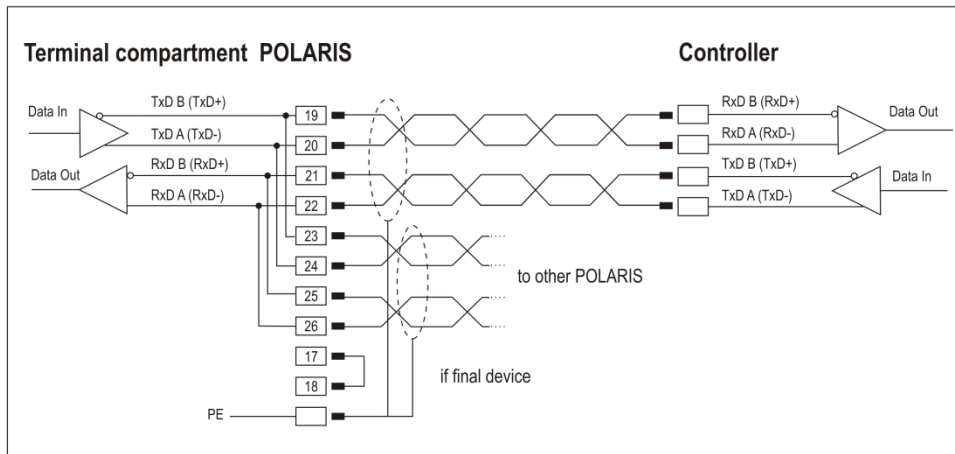 Terminal compartment POLARIS
Controller
Data In
TxD B (TxD+)
19
RxD B (RxD+)
Data Out
TxD A (TxD-)
20
RxD A (RxD-)
Data Out
RxD B (RxD+)
21
TxD B (TxD+)
Data In
RxD A (RxD-)
22
TxD A (TxD-)
23
24
to other POLARIS
25
26
17
if final device
18
PE